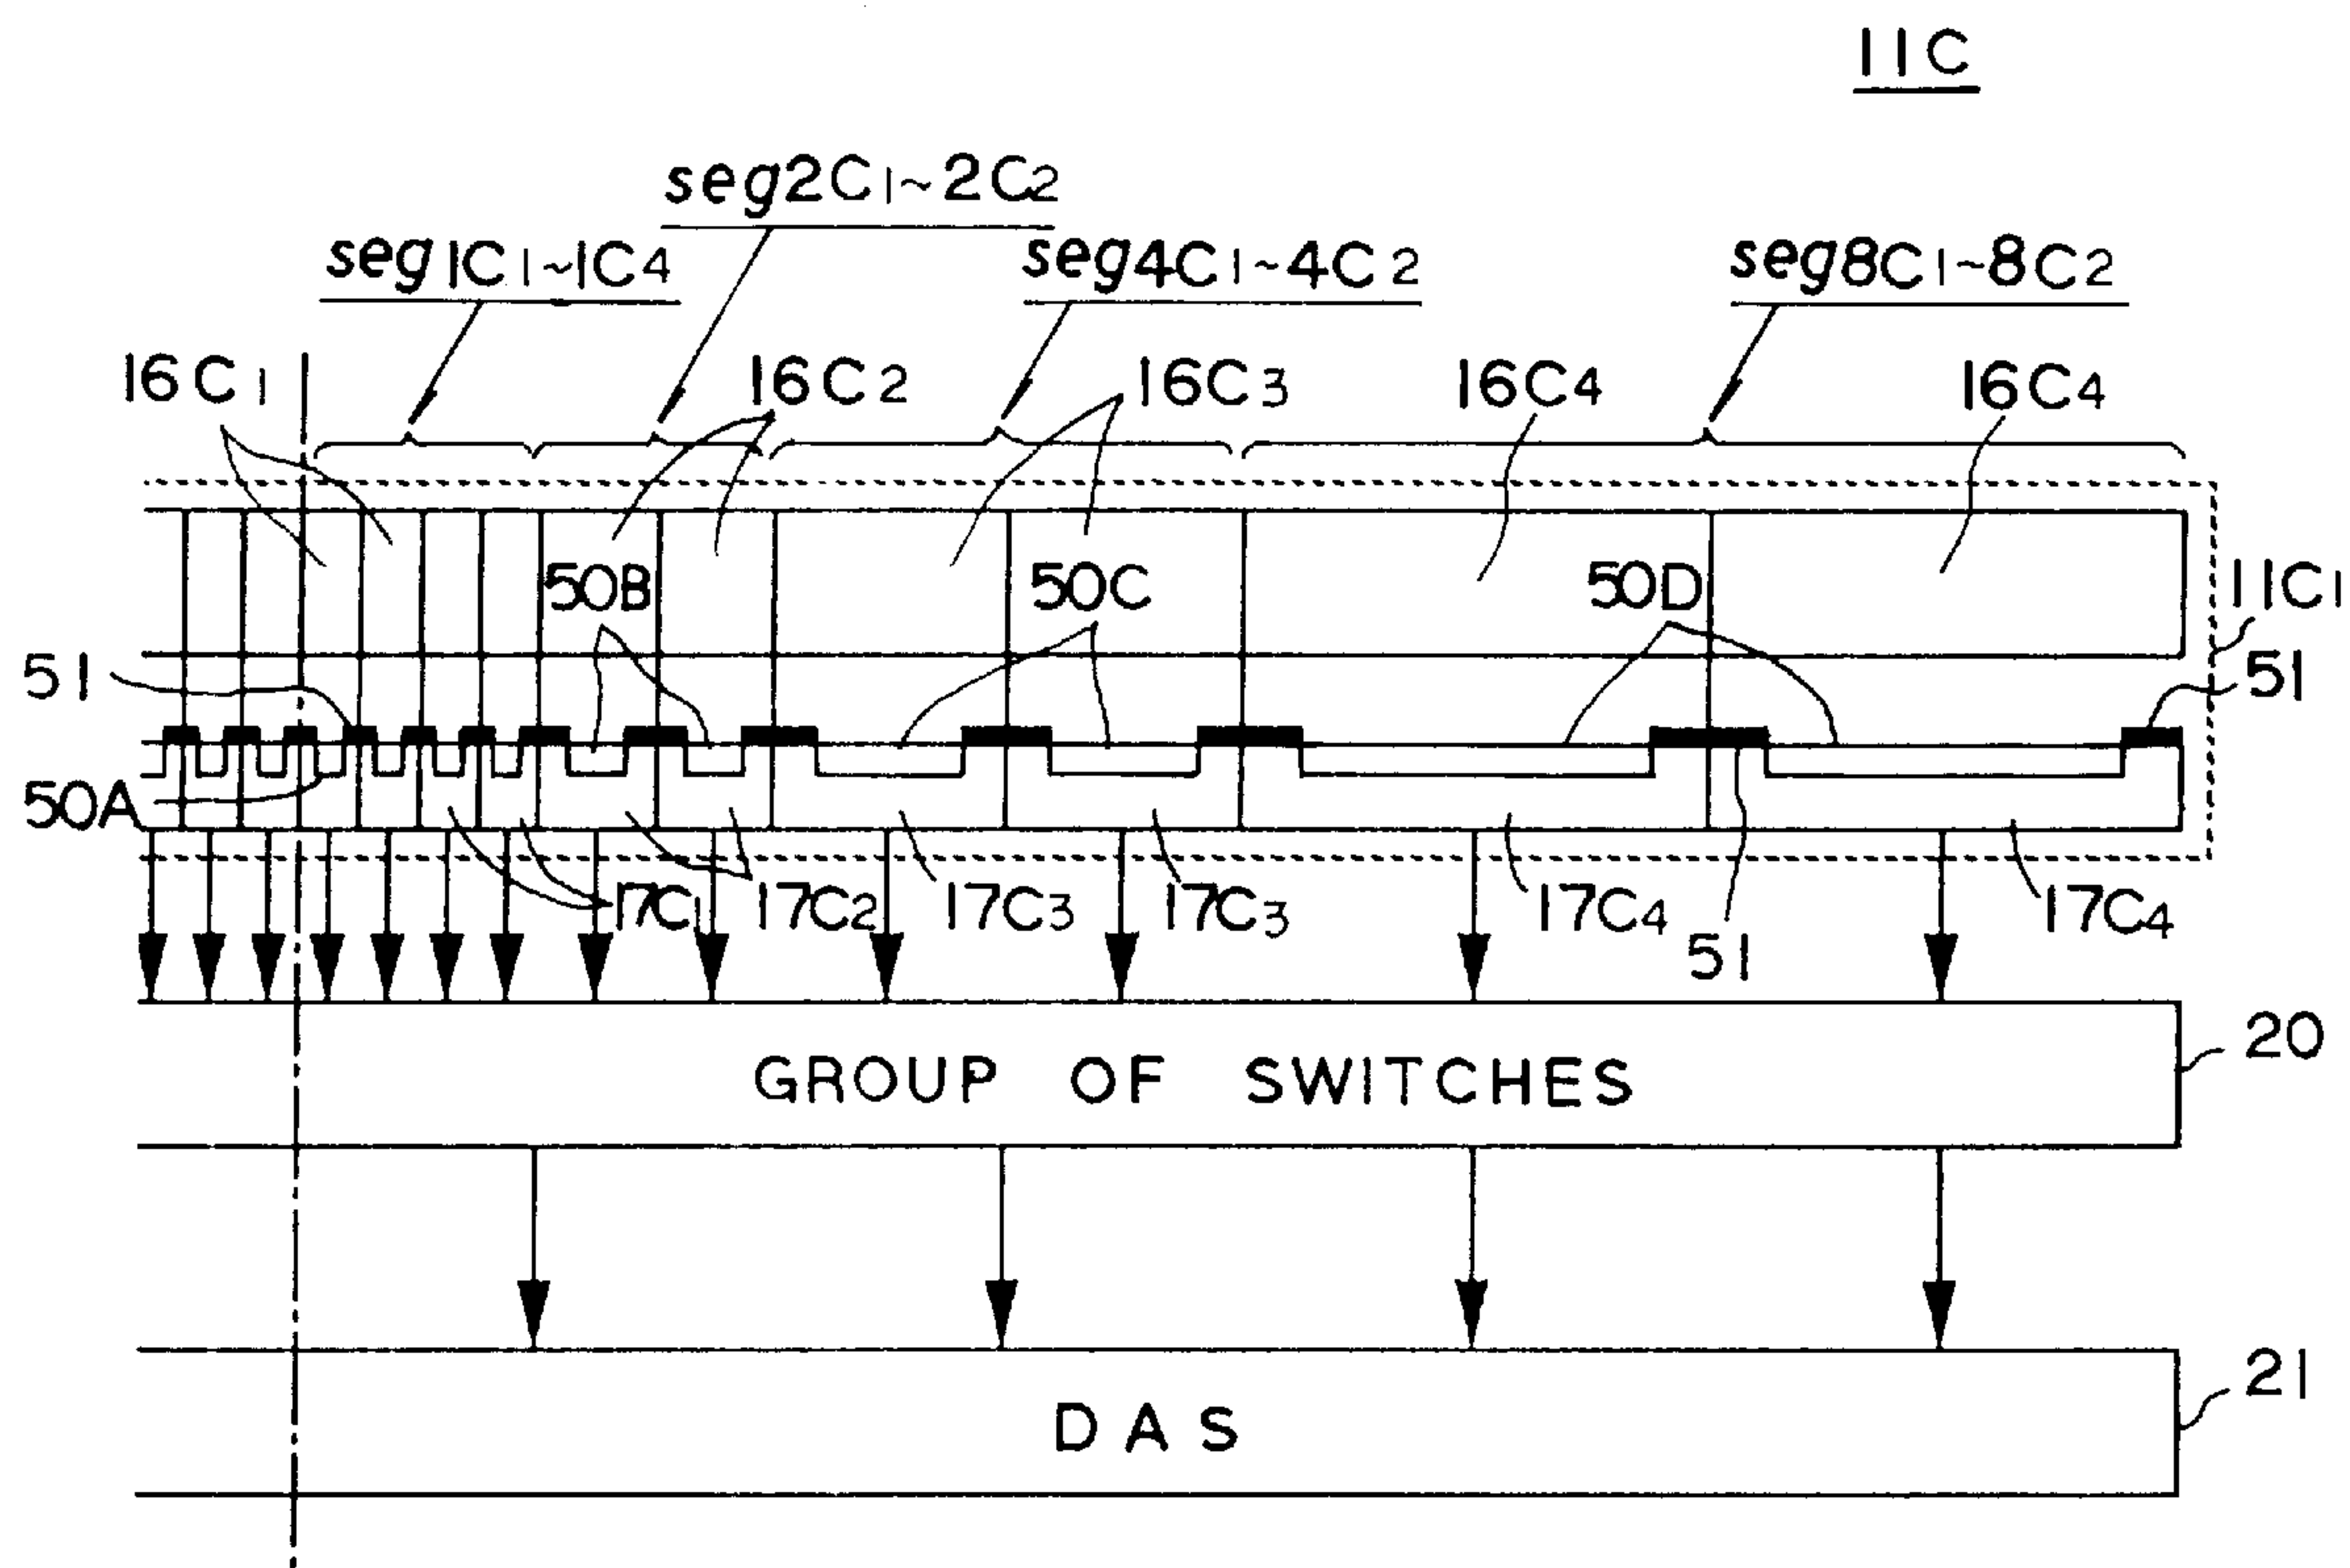 11C
seg2C1~2C2
seg1C1~1C4
seg4C1~4C2
seg8C1~8C2
16C1
16C2
16C3
16C4
16C4
50B
50C
50D
11C1
51
51
50A
17C1
17C2
17C3
17C3
17C4
51
17C4
GROUP OF SWITCHES
20
DAS
21